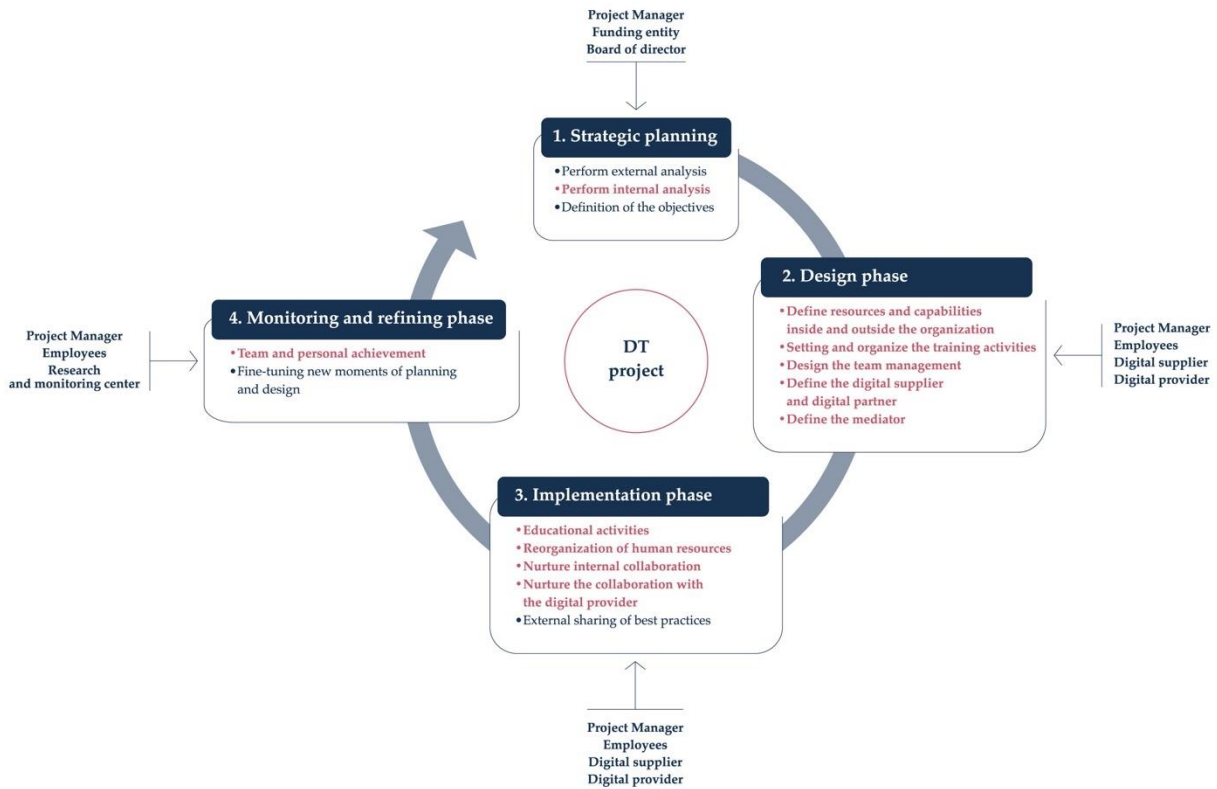 Project Manager
Funding entity
Board of director
1. Strategic planning
•Perform external analysis
•Perform internal analysis
•Definition of the objectives
2. Design phase
•Define resources and capabilities
inside and outside the organization
•Setting and organize the training activities
•Design the team management
•Define the digital supplier
and digital partner
•Define the mediator
Project Manager
Employees
Digital supplier
Digital provider
DT
project
4. Monitoring and refining phase
•Team and personal achievement
•Fine-tuning new moments of planning
and design
Project Manager
Employees
Research
and monitoring center
3. Implementation phase
•Educational activities
•Reorganization of human resources
•Nurture internal collaboration
•Nurture the collaboration with
the digital provider
•External sharing of best practices
Project Manager
Employees
Digital supplier
Digital provider